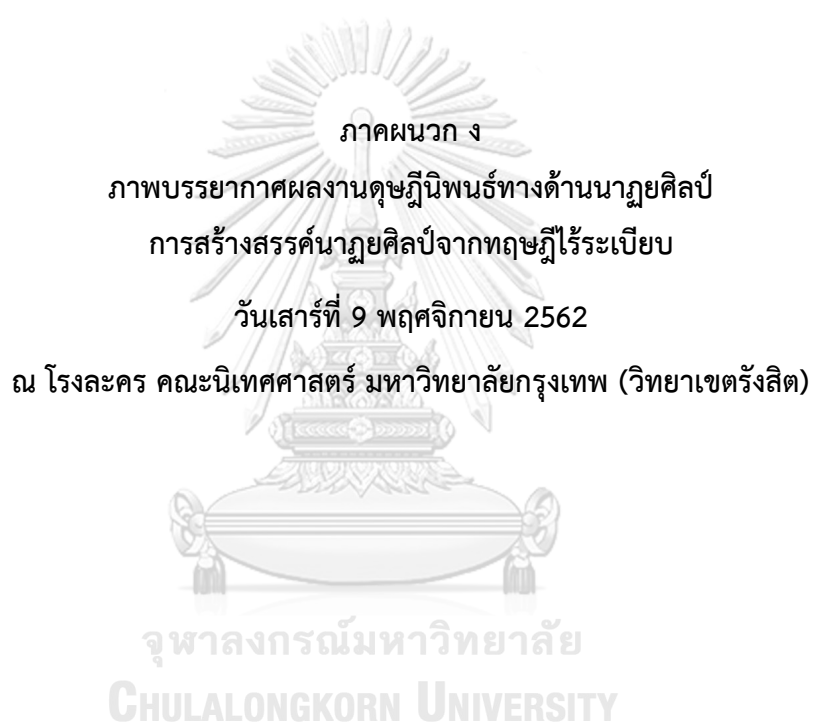 ภาคผนวก ง
ภาพบรรยากาศผลงานดุษฎีนิพนธ์ทางด้านนาฏยศิลป์
การสร้างสรรค์นาฏยศิลป์จากทฤษฎีไร้ระเบียบ
วันเสาร์ที่ 9 พฤศจิกายน 2562
ณ โรงละคร คณะนิเทศศาสตร์ มหาวิทยาลัยกรุงเทพ (วิทยาเขตรังสิต)
จุฬาลงกรณ์มหาวิทยาลัย
CHULALONGKORN UNIVERSITY